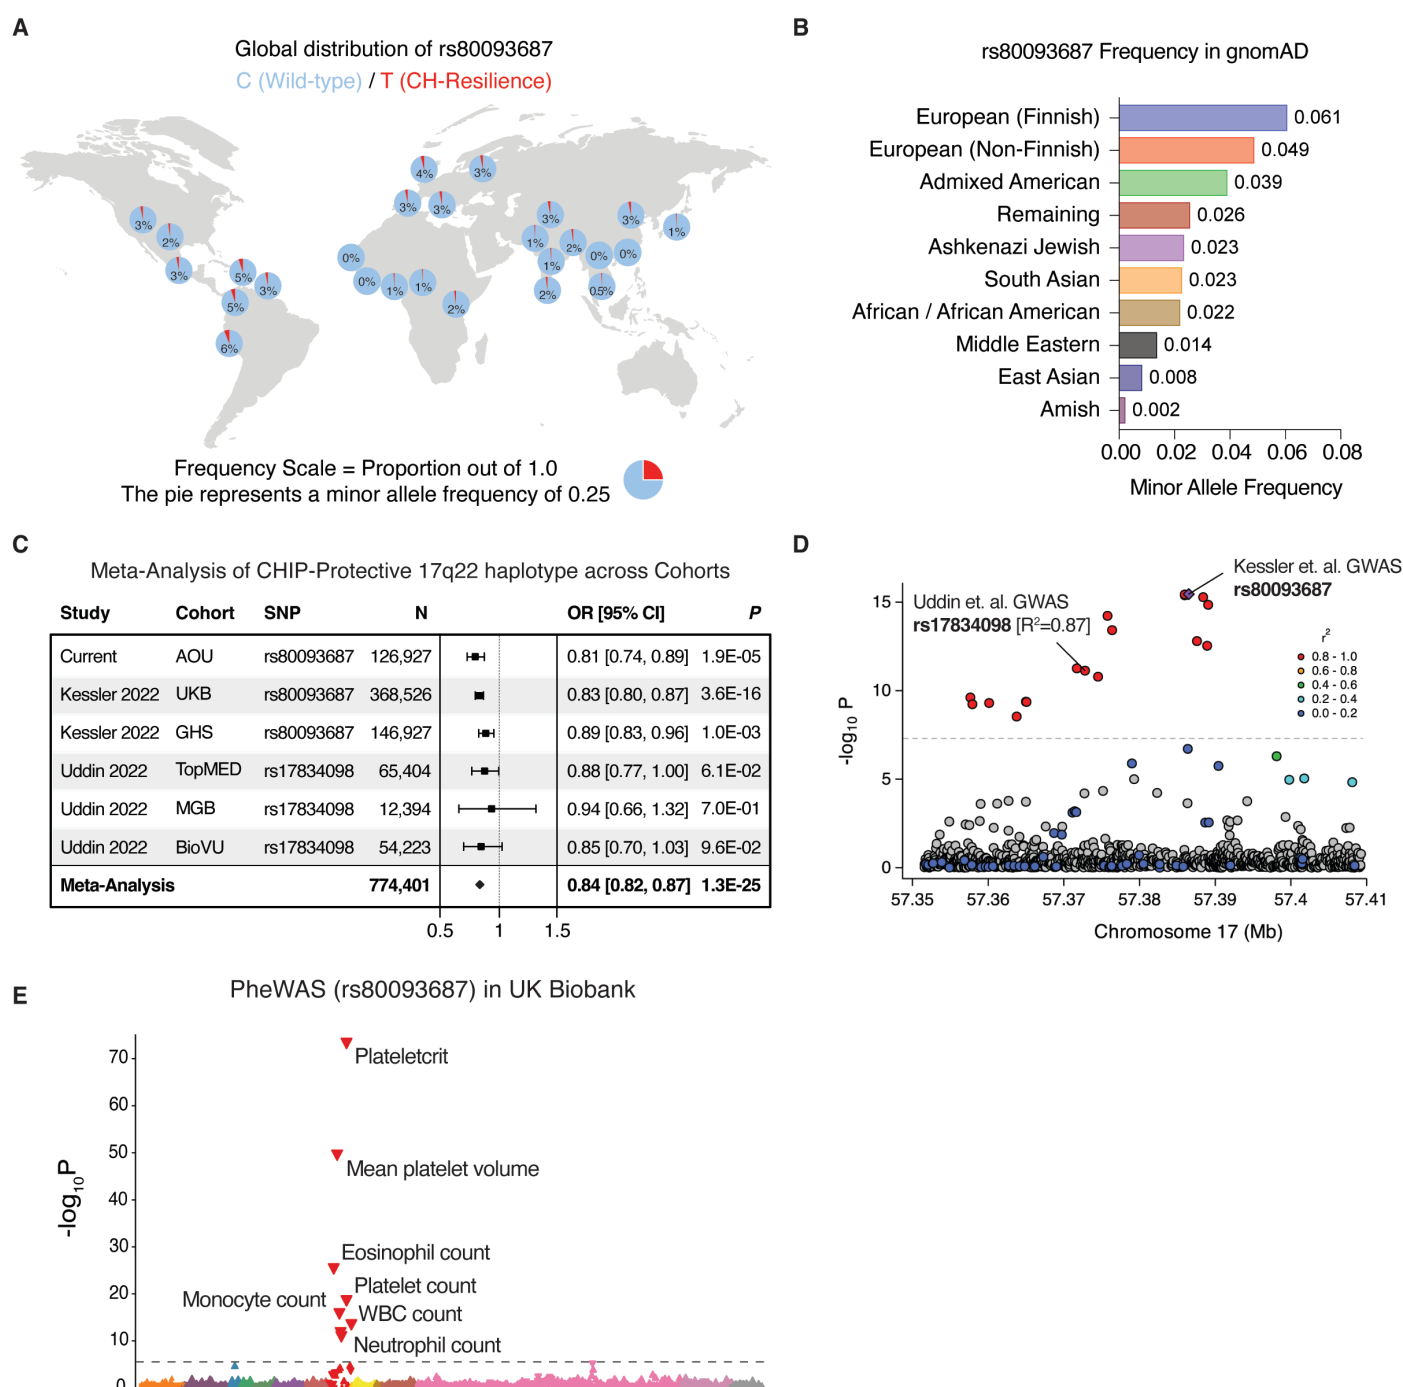 A
Global distribution of rs80093687
C (Wild-type) / T (CH-Resilience)
4%
3%
3%
3%
3%
2%
3%
5%
3%
5%
6%
0%
0%
1%
1%
2%
3%
1%
2%
1%
2%
0%
0%
0.5%
3%
1%
Frequency Scale = Proportion out of 1.0
The pie represents a minor allele frequency of 0.25
B
rs80093687 Frequency in gnomAD
European (Finnish) 0.061
European (Non-Finnish) 0.049
Admixed American 0.039
Remaining 0.026
Ashkenazi Jewish 0.023
South Asian 0.023
African / African American 0.022
Middle Eastern 0.014
East Asian 0.008
Amish 0.002
0.00 0.02 0.04 0.06 0.08
Minor Allele Frequency
C
Meta-Analysis of CHIP-Protective 17q22 haplotype across Cohorts
Study Cohort SNP N OR [95% CI] P
Current AOU rs80093687 126,927 0.81 [0.74, 0.89] 1.9E-05
Kessler 2022 UKB rs80093687 368,526 0.83 [0.80, 0.87] 3.6E-16
Kessler 2022 GHS rs80093687 146,927 0.89 [0.83, 0.96] 1.0E-03
Uddin 2022 TopMED rs17834098 65,404 0.88 [0.77, 1.00] 6.1E-02
Uddin 2022 MGB rs17834098 12,394 0.94 [0.66, 1.32] 7.0E-01
Uddin 2022 BioVU rs17834098 54,223 0.85 [0.70, 1.03] 9.6E-02
Meta-Analysis 774,401 0.84 [0.82, 0.87] 1.3E-25
0.5 1 1.5
D
Kessler et. al. GWAS
rs80093687
Uddin et. al. GWAS
rs17834098 [R²=0.87]
r²
0.8 - 1.0
0.6 - 0.8
0.4 - 0.6
0.2 - 0.4
0.0 - 0.2
-log₁₀ P
15
10
5
0
57.35 57.36 57.37 57.38 57.39 57.4 57.41
Chromosome 17 (Mb)
E
PheWAS (rs80093687) in UK Biobank
-log₁₀P
70
60
50
40
30
20
10
0
Plateletcrit
Mean platelet volume
Eosinophil count
Platelet count
Monocyte count
WBC count
Neutrophil count